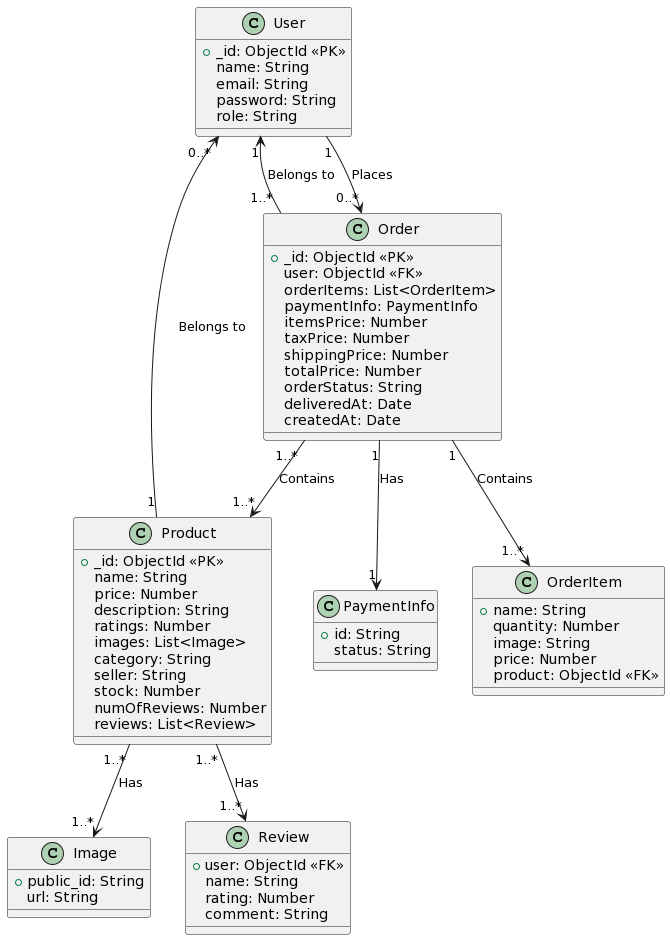 C User
_id: ObjectId «PK»
name: String
email: String
password: String
role: String
0..*
1
1
Belongs to
Places
1..*
0..*
C Order
_id: ObjectId «PK»
user: ObjectId «FK»
orderItems: List<OrderItem>
paymentInfo: PaymentInfo
itemsPrice: Number
taxPrice: Number
shippingPrice: Number
totalPrice: Number
orderStatus: String
deliveredAt: Date
createdAt: Date
Belongs to
1..*
1
1
Contains
Has
Contains
1
1..*
1..*
1
C Product
_id: ObjectId «PK»
name: String
price: Number
description: String
ratings: Number
images: List<Image>
category: String
seller: String
stock: Number
numOfReviews: Number
reviews: List<Review>
C PaymentInfo
id: String
status: String
C OrderItem
name: String
quantity: Number
image: String
price: Number
product: ObjectId «FK»
1..*
1..*
Has
Has
1..*
1..*
C Image
public_id: String
url: String
C Review
user: ObjectId «FK»
name: String
rating: Number
comment: String